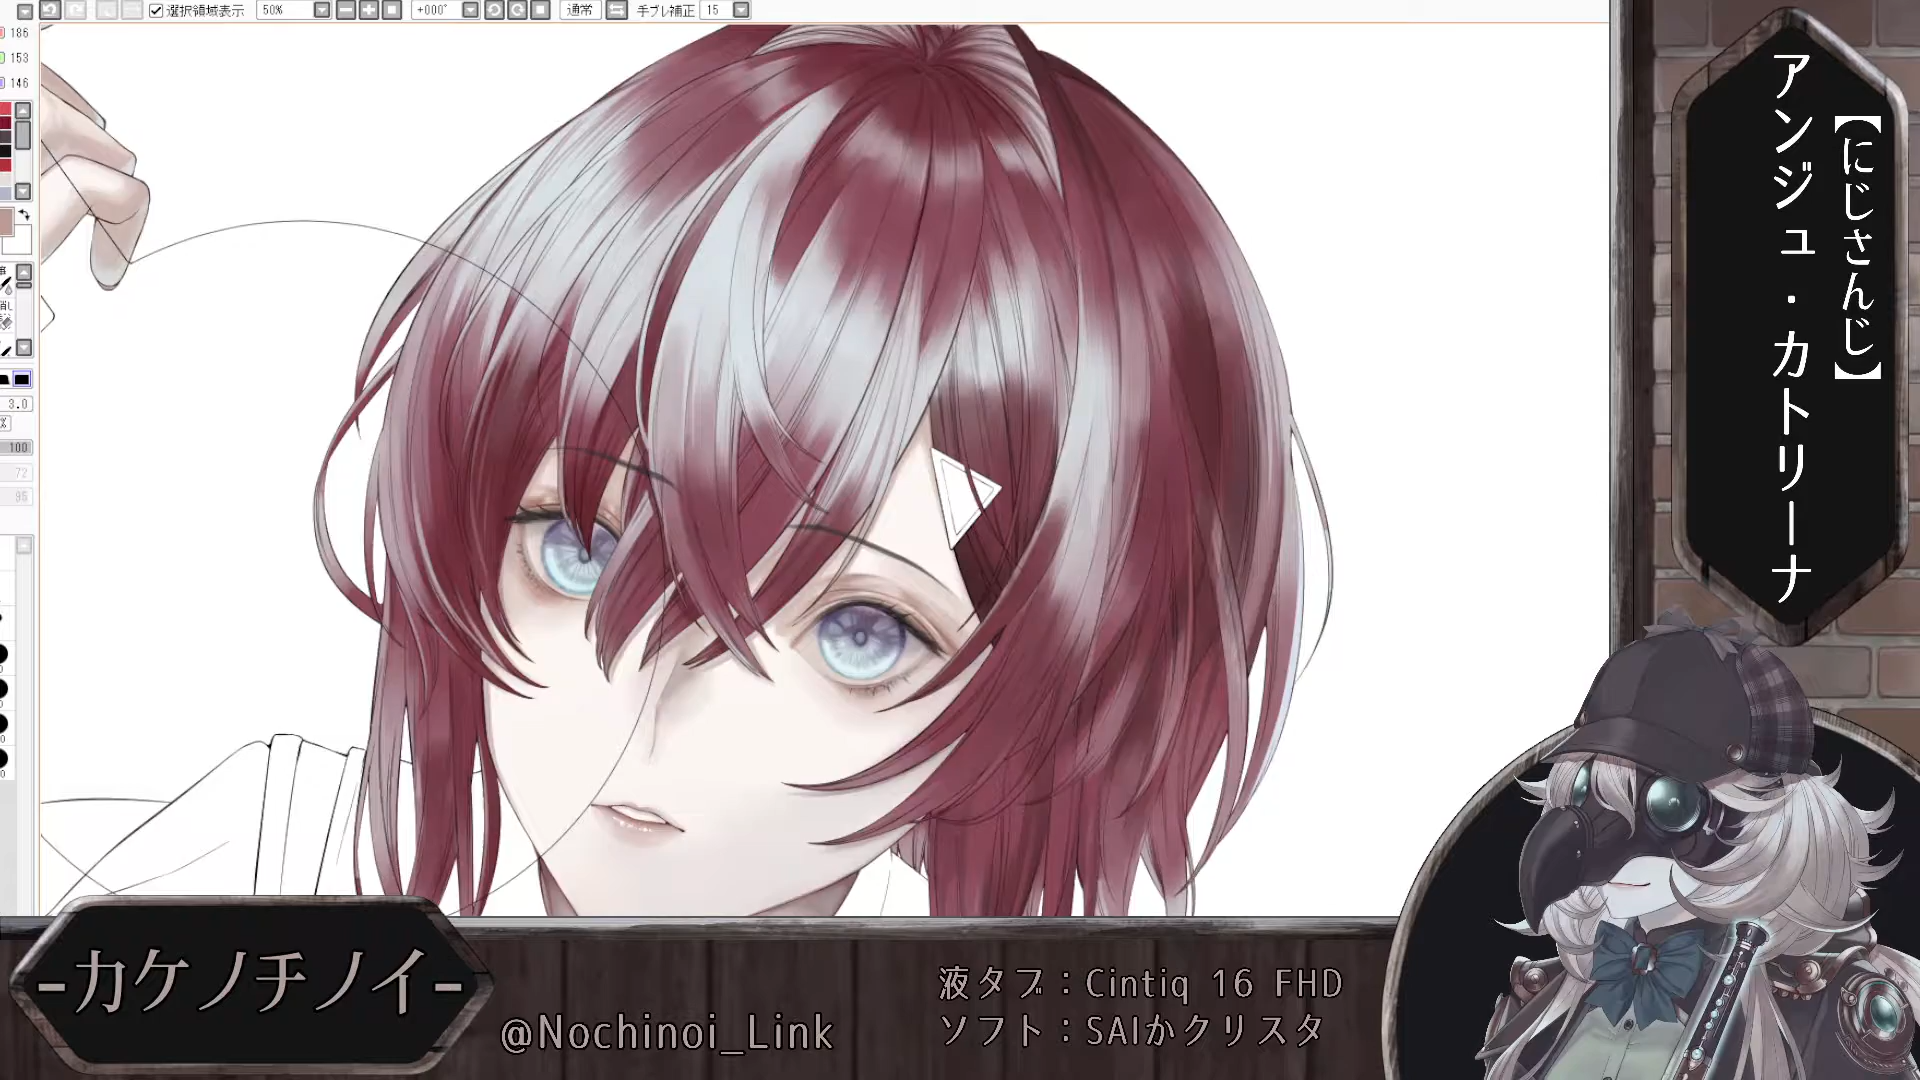 選択領域表示 50% +000° 通常 手ブレ補正 15
186
153
146
3.0
%
100
72
95
【にじさんじ】
アンジュ・カトリーナ
-カケノチノイ-
@Nochinoi_Link
液タブ：Cintiq 16 FHD
ソフト：SAIかクリスタ